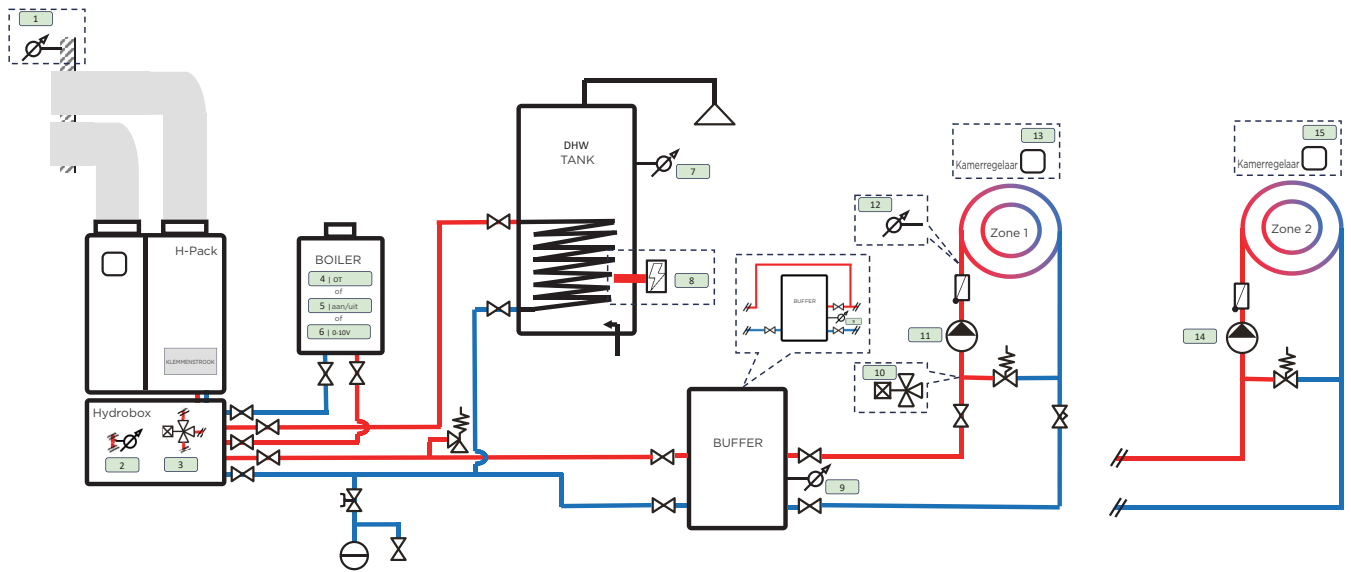 1
H-Pack
KLEMMENSTROOK
Hydrobox
2
3
BOILER
4 | OT
of
5 | aan/uit
of
6 | 0-10V
DHW
TANK
7
8
BUFFER
9
BUFFER
9
10
11
12
13
Kamerregelaar
Zone 1
14
15
Kamerregelaar
Zone 2